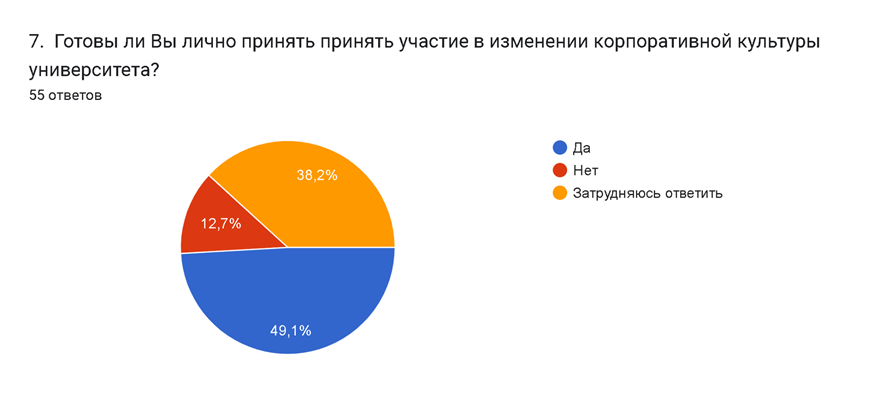 7.  Готовы ли Вы лично принять принять участие в изменении корпоративной культуры
университета?
55 ответов
Да
Нет
Затрудняюсь ответить
38,2%
12,7%
49,1%